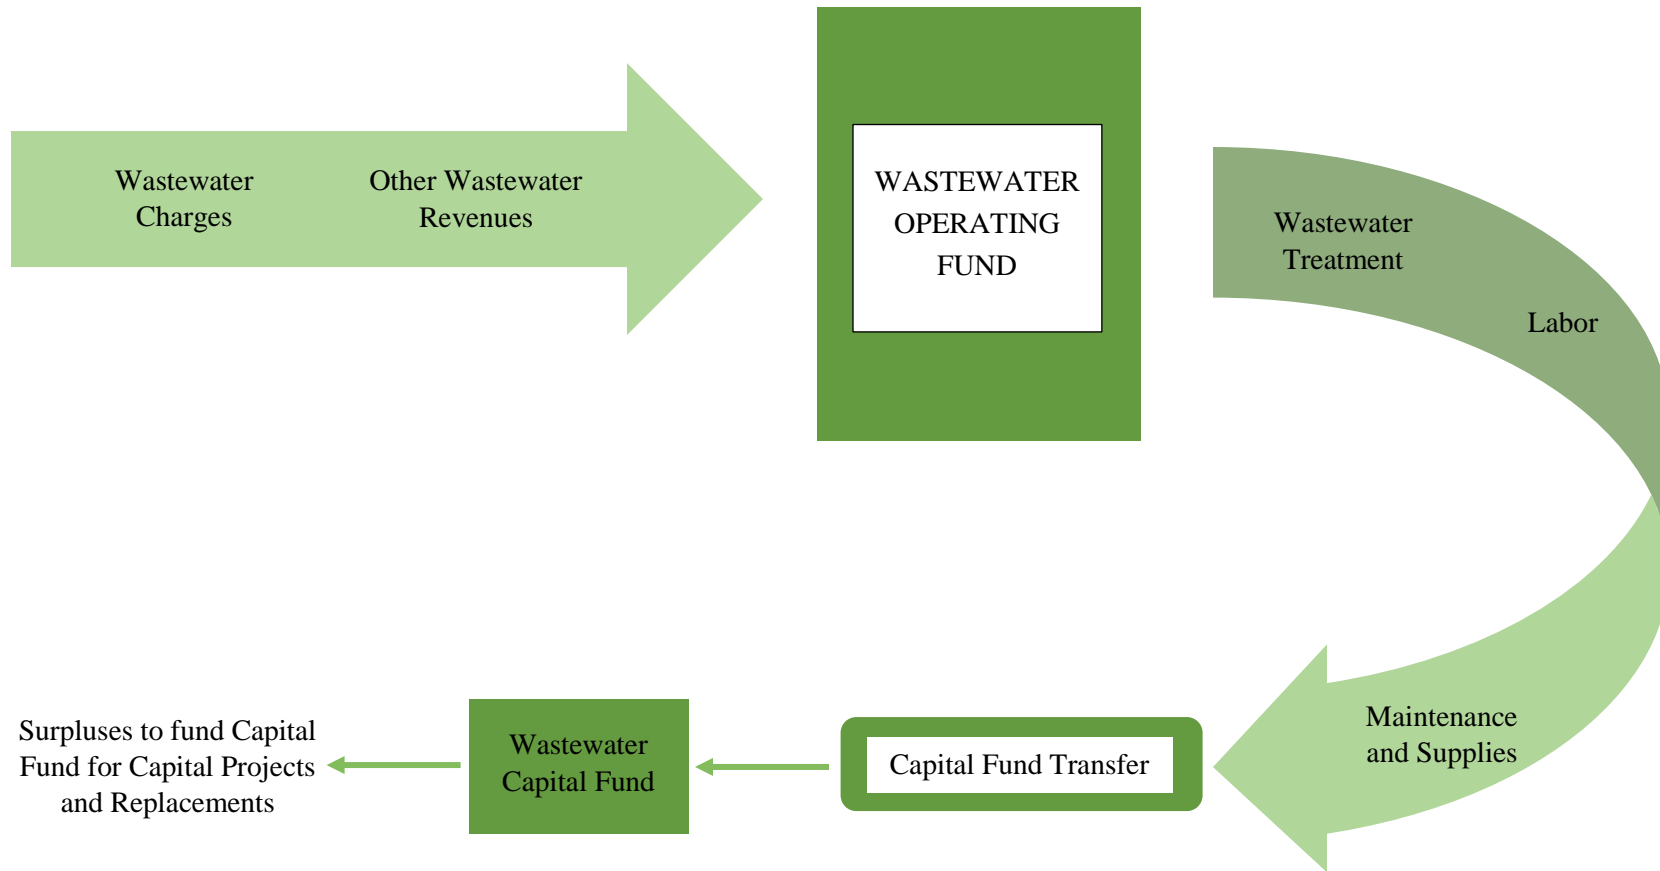 Wastewater
Charges
Other Wastewater
Revenues
WASTEWATER
OPERATING
FUND
Wastewater
Treatment
Labor
Maintenance
and Supplies
Capital Fund Transfer
Wastewater
Capital Fund
Surpluses to fund Capital
Fund for Capital Projects
and Replacements